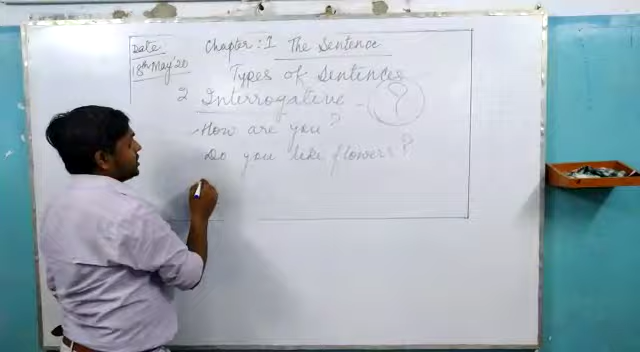 Date Chapter : 1 The Sentence
18th May'20
Types of Sentences
2 Interrogative - ?
How are you?
Do you like flowers?